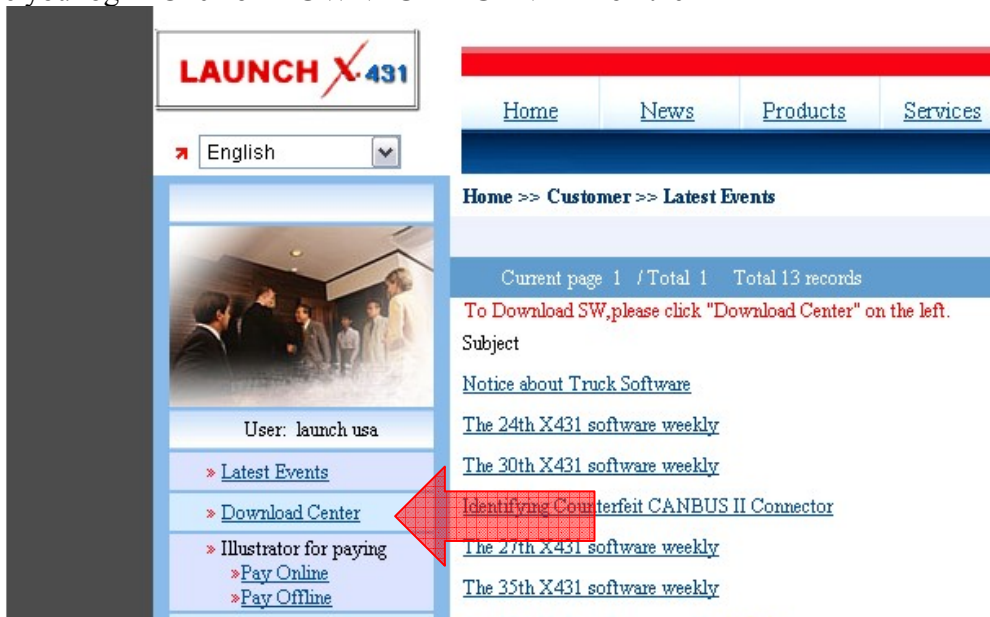 LAUNCH X-431
English
Home News Products Services
Home >> Customer >> Latest Events
Current page 1 / Total 1 Total 13 records
To Download SW,please click "Download Center" on the left.
Subject
Notice about Truck Software
The 24th X431 software weekly
The 30th X431 software weekly
Identifying Counterfeit CANBUS II Connector
The 27th X431 software weekly
The 35th X431 software weekly
User: launch usa
» Latest Events
» Download Center
» Illustrator for paying
»Pay Online
»Pay Offline